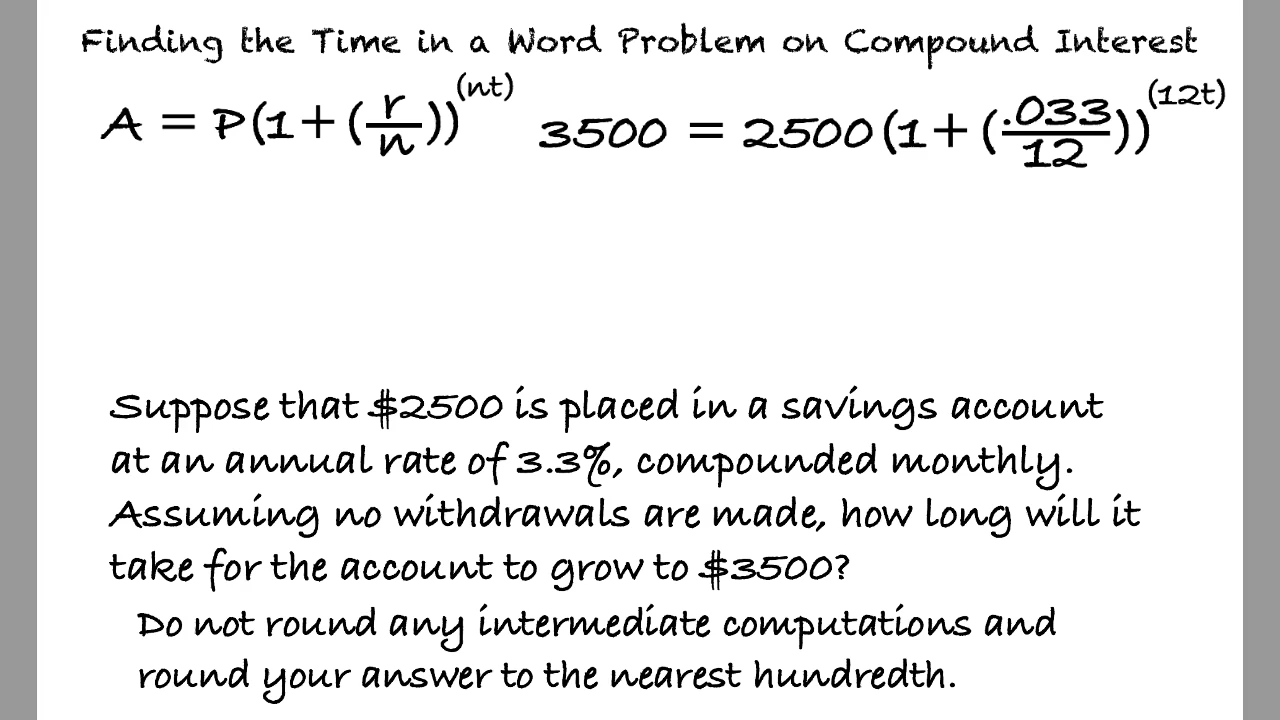 Finding the Time in a Word Problem on Compound Interest
A = P(1+(r/n))^(nt) 3500 = 2500(1+(.033/12))^(12t)
Suppose that $2500 is placed in a savings account
at an annual rate of 3.3%, compounded monthly.
Assuming no withdrawals are made, how long will it
take for the account to grow to $3500?
Do not round any intermediate computations and
round your answer to the nearest hundredth.